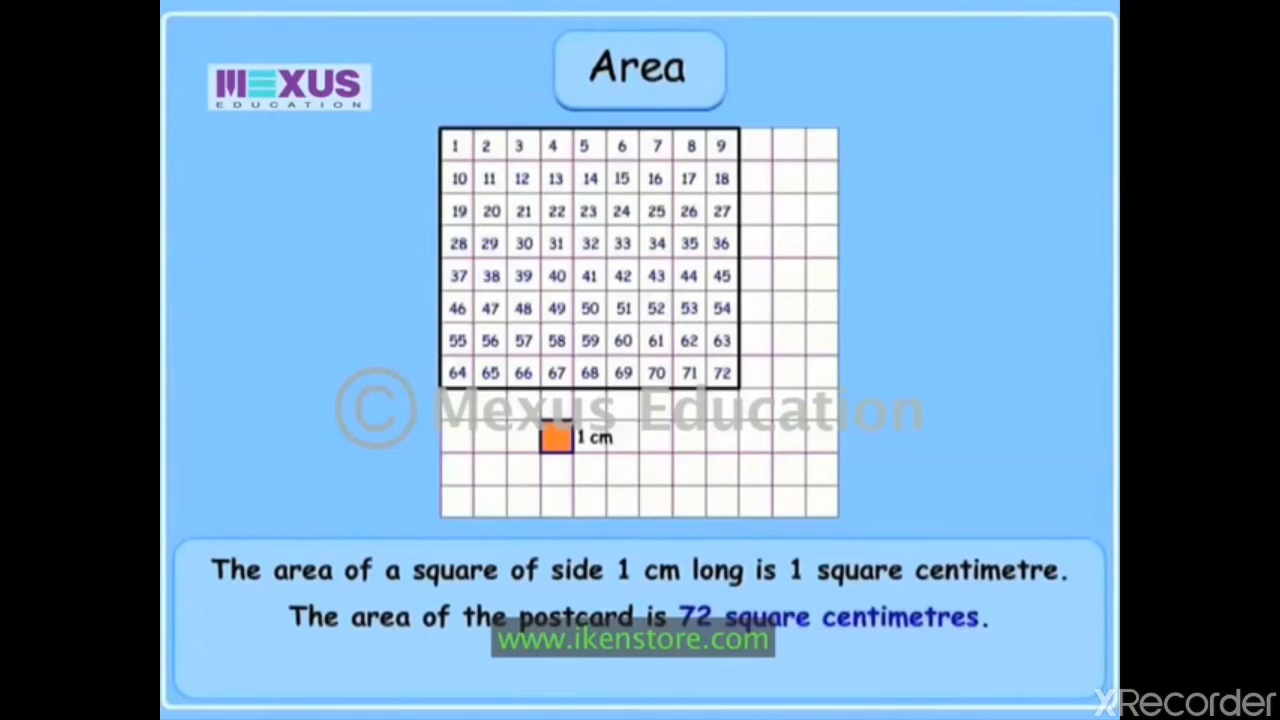 Area
MEXUS
EDUCATION
1 2 3 4 5 6 7 8 9
10 11 12 13 14 15 16 17 18
19 20 21 22 23 24 25 26 27
28 29 30 31 32 33 34 35 36
37 38 39 40 41 42 43 44 45
46 47 48 49 50 51 52 53 54
55 56 57 58 59 60 61 62 63
64 65 66 67 68 69 70 71 72
© Mexus Education
1 cm
The area of a square of side 1 cm long is 1 square centimetre.
The area of the postcard is 72 square centimetres.
www.ikenstore.com
XRecorder